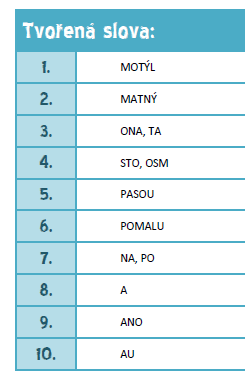 Tvořená slova:
1. MOTÝL
2. MATNÝ
3. ONA, TA
4. STO, OSM
5. PASOU
6. POMALU
7. NA, PO
8. A
9. ANO
10. AU